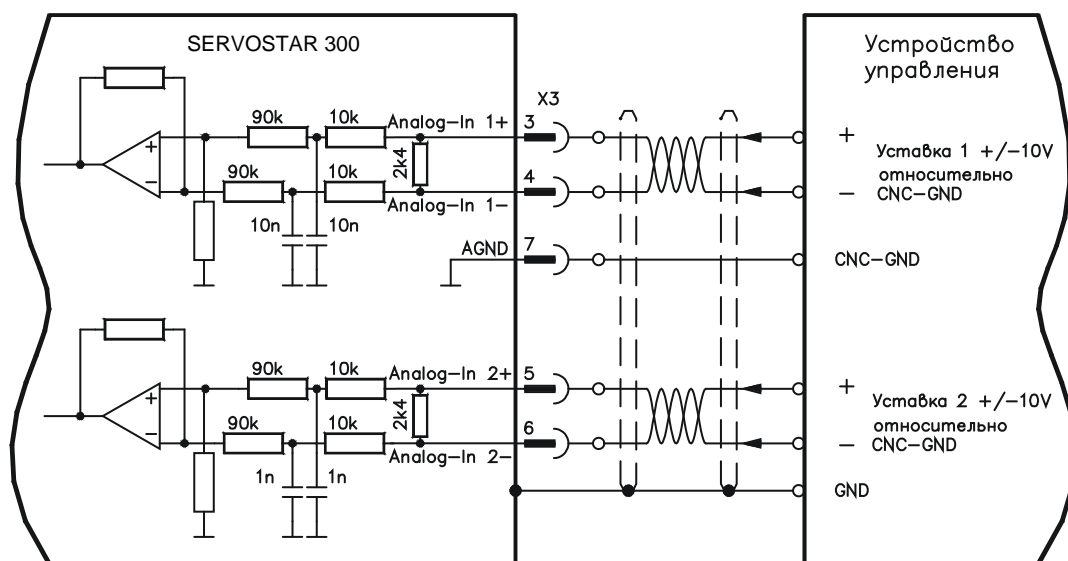 SERVOSTAR 300
Устройство
управления
X3
90k
10k
Analog-In 1+
3
+
+
2k4
Уставка 1 +/-10V
относительно
-
90k
10k
4
-
CNC-GND
Analog-In 1-
10n
10n
AGND
7
CNC-GND
90k
10k
Analog-In 2+
5
+
+
2k4
Уставка 2 +/-10V
относительно
-
90k
10k
6
-
CNC-GND
Analog-In 2-
1n
1n
GND